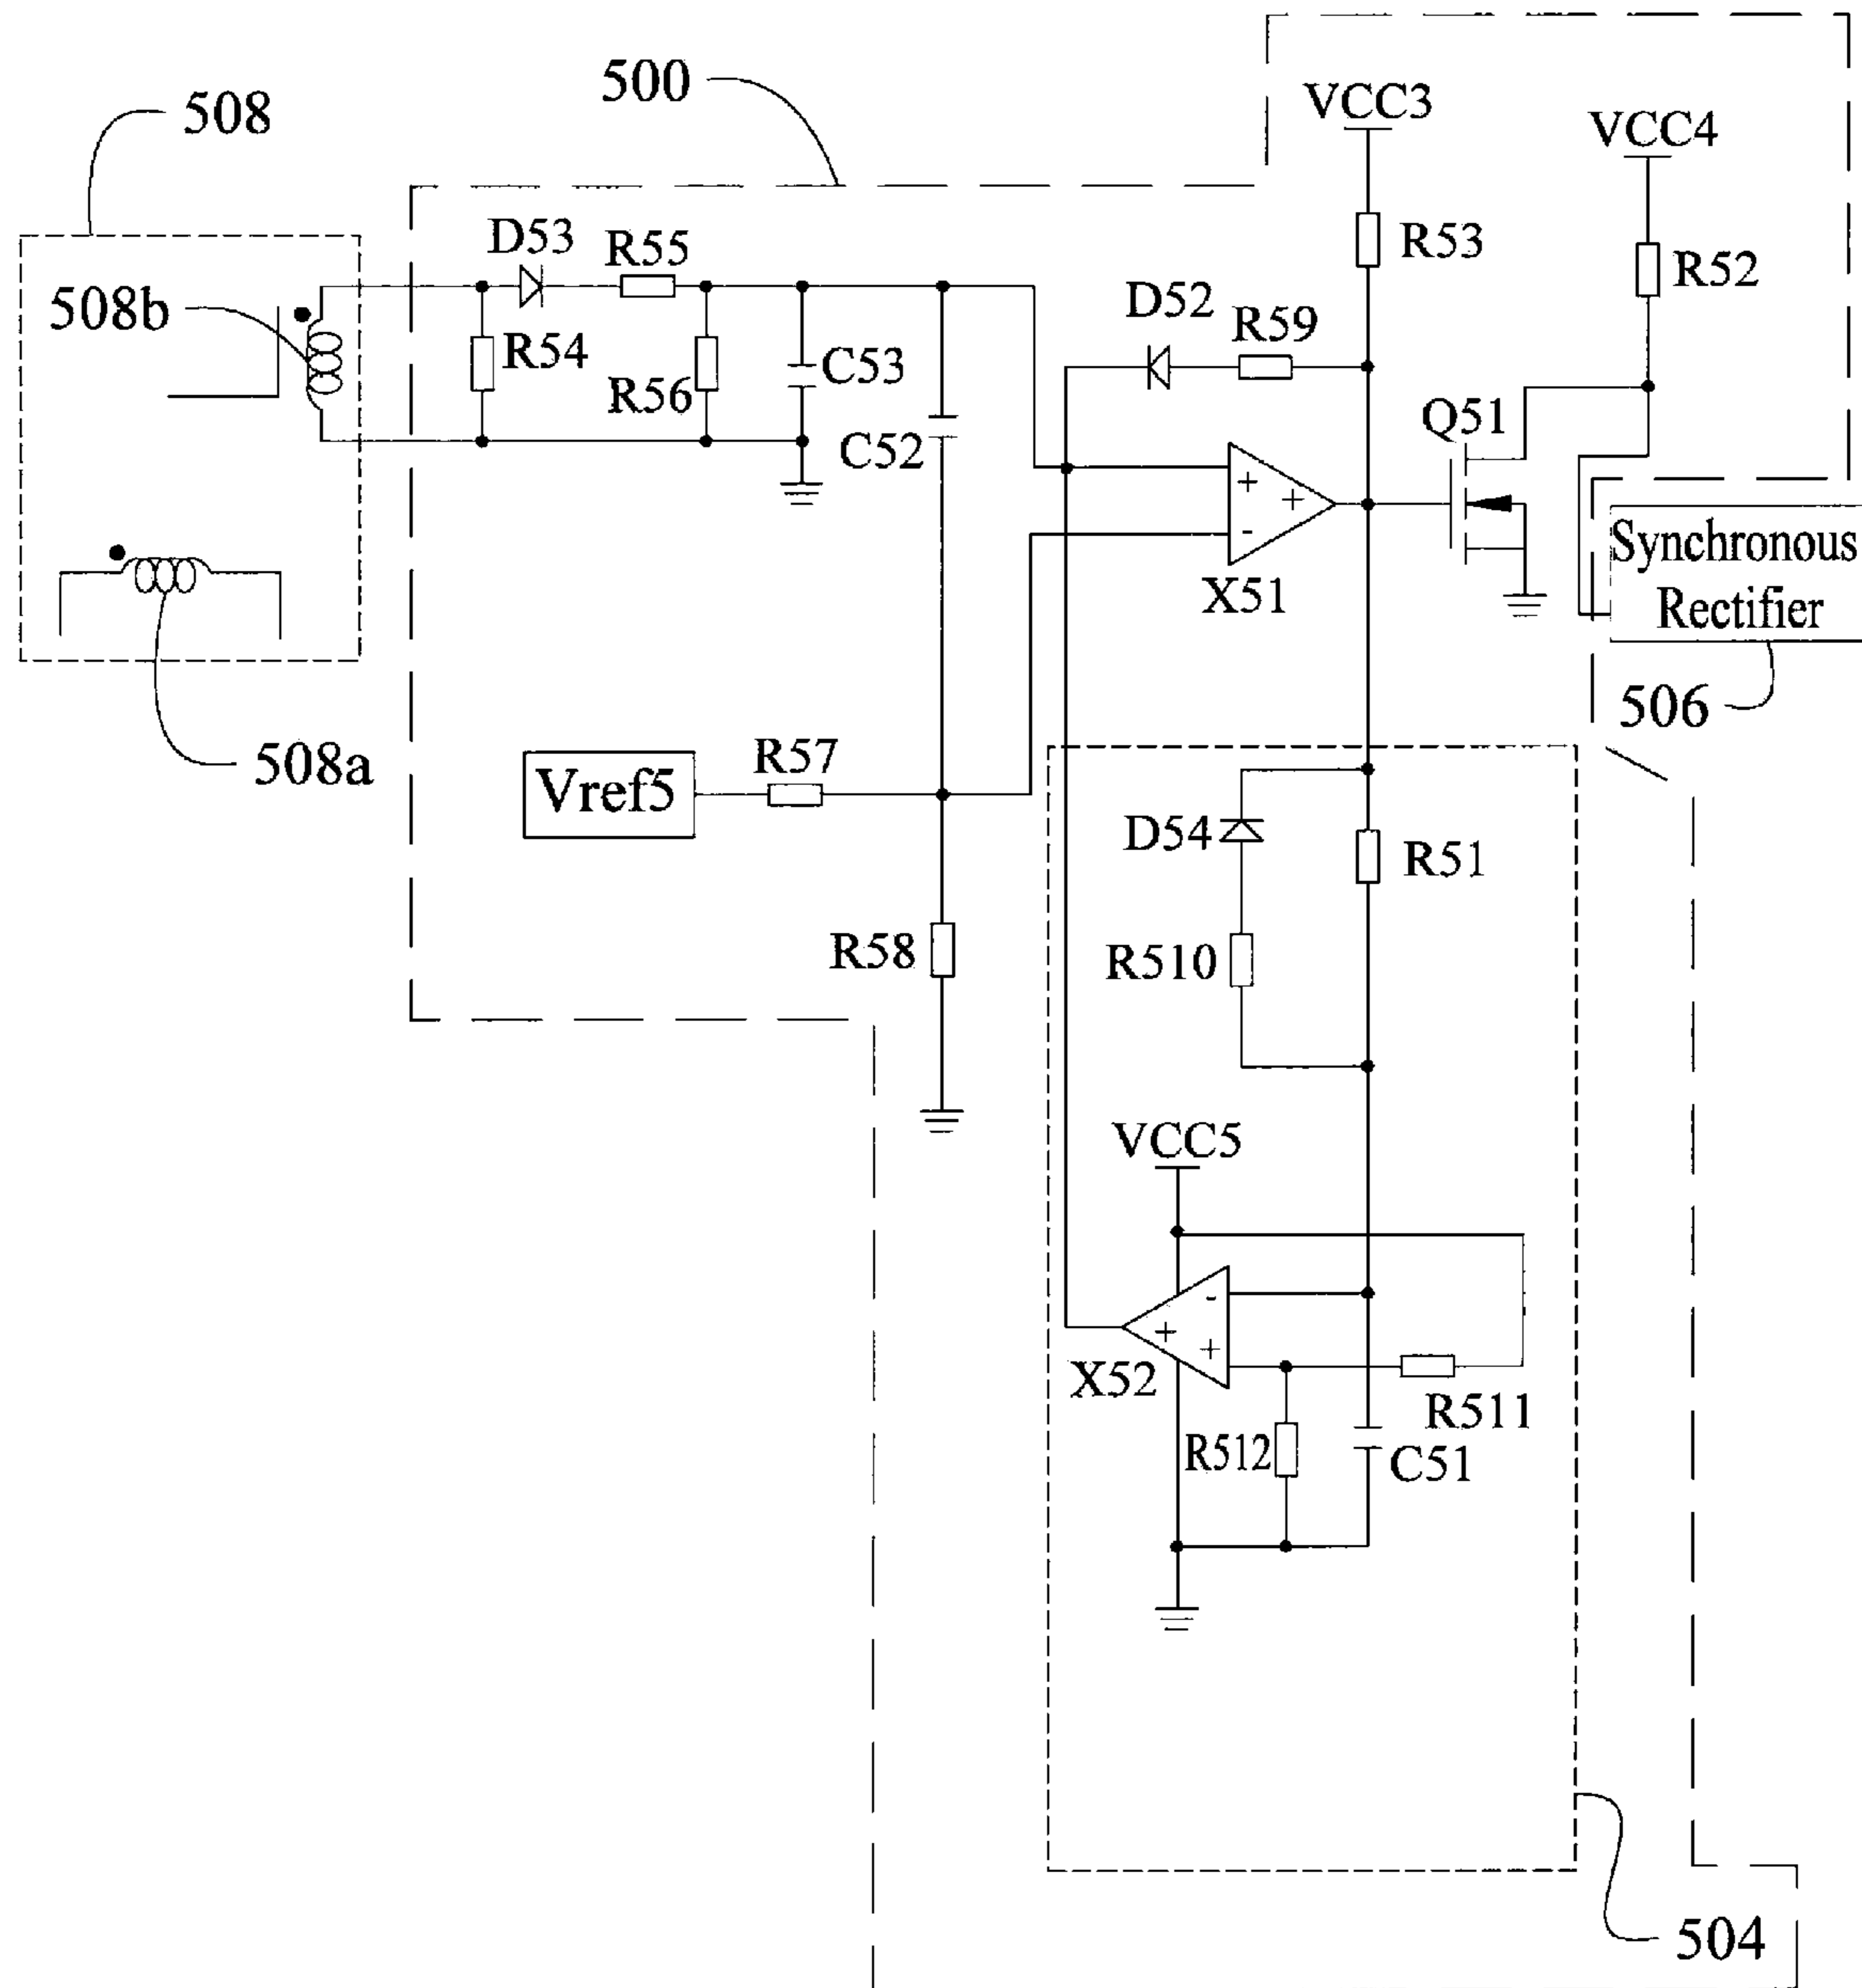 500
508
VCC3
VCC4
D53
R55
R53
R52
508b
R54
R56
C53
C52
D52
R59
Q51
+
-
+
X51
Synchronous
Rectifier
506
508a
Vref5
R57
D54
R51
R58
R510
VCC5
-
+
+
X52
R511
R512
C51
504